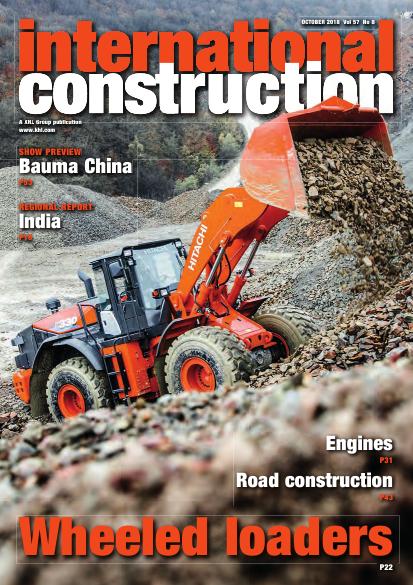 OCTOBER 2018 Vol 57 No 8
international
construction
A KHL Group publication
www.khl.com
SHOW PREVIEW
Bauma China
REGIONAL REPORT
India
HITACHI
Engines
P31
Road construction
P43
Wheeled loaders
P22